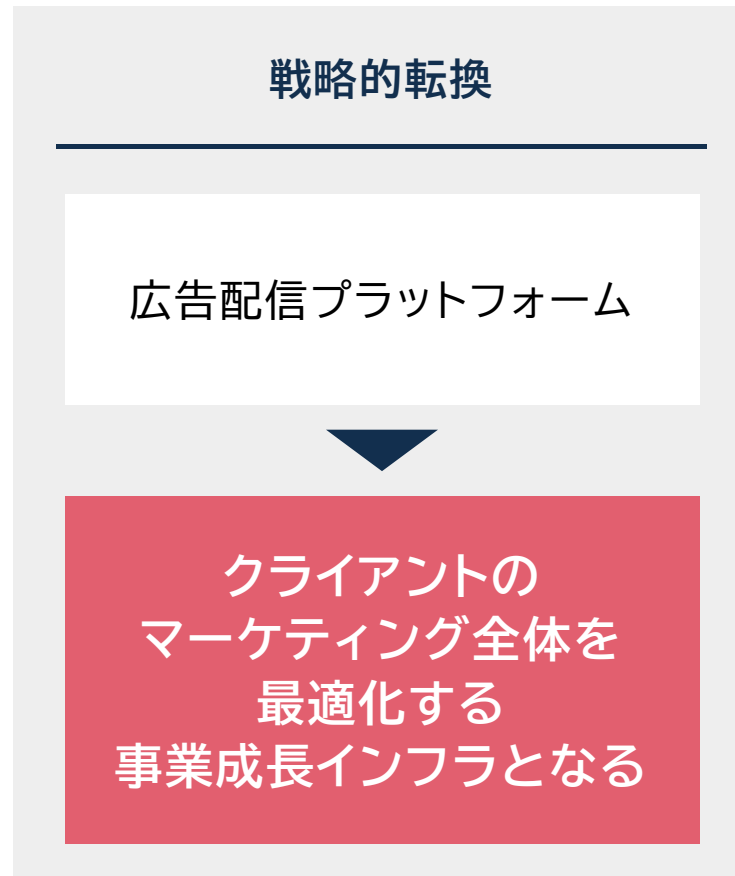 戦略的転換
広告配信プラットフォーム
クライアントの
マーケティング全体を
最適化する
事業成長インフラとなる